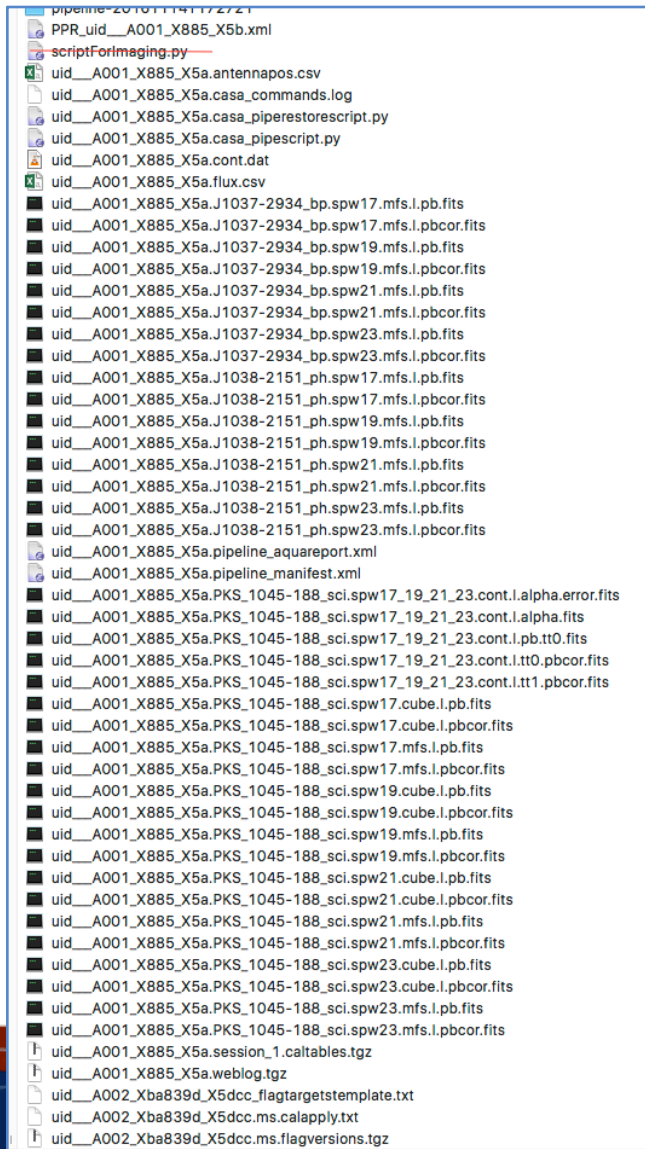 pipeline-20161114T172721
PPR_uid___A001_X885_X5b.xml
scriptForImaging.py
uid___A001_X885_X5a.antennapos.csv
uid___A001_X885_X5a.casa_commands.log
uid___A001_X885_X5a.casa_piperestorescript.py
uid___A001_X885_X5a.casa_pipescript.py
uid___A001_X885_X5a.cont.dat
uid___A001_X885_X5a.flux.csv
uid___A001_X885_X5a.J1037-2934_bp.spw17.mfs.I.pb.fits
uid___A001_X885_X5a.J1037-2934_bp.spw17.mfs.I.pbcor.fits
uid___A001_X885_X5a.J1037-2934_bp.spw19.mfs.I.pb.fits
uid___A001_X885_X5a.J1037-2934_bp.spw19.mfs.I.pbcor.fits
uid___A001_X885_X5a.J1037-2934_bp.spw21.mfs.I.pb.fits
uid___A001_X885_X5a.J1037-2934_bp.spw21.mfs.I.pbcor.fits
uid___A001_X885_X5a.J1037-2934_bp.spw23.mfs.I.pb.fits
uid___A001_X885_X5a.J1037-2934_bp.spw23.mfs.I.pbcor.fits
uid___A001_X885_X5a.J1038-2151_ph.spw17.mfs.I.pb.fits
uid___A001_X885_X5a.J1038-2151_ph.spw17.mfs.I.pbcor.fits
uid___A001_X885_X5a.J1038-2151_ph.spw19.mfs.I.pb.fits
uid___A001_X885_X5a.J1038-2151_ph.spw19.mfs.I.pbcor.fits
uid___A001_X885_X5a.J1038-2151_ph.spw21.mfs.I.pb.fits
uid___A001_X885_X5a.J1038-2151_ph.spw21.mfs.I.pbcor.fits
uid___A001_X885_X5a.J1038-2151_ph.spw23.mfs.I.pb.fits
uid___A001_X885_X5a.J1038-2151_ph.spw23.mfs.I.pbcor.fits
uid___A001_X885_X5a.pipeline_aquareport.xml
uid___A001_X885_X5a.pipeline_manifest.xml
uid___A001_X885_X5a.PKS_1045-188_sci.spw17_19_21_23.cont.I.alpha.error.fits
uid___A001_X885_X5a.PKS_1045-188_sci.spw17_19_21_23.cont.I.alpha.fits
uid___A001_X885_X5a.PKS_1045-188_sci.spw17_19_21_23.cont.I.pb.tt0.fits
uid___A001_X885_X5a.PKS_1045-188_sci.spw17_19_21_23.cont.I.tt0.pbcor.fits
uid___A001_X885_X5a.PKS_1045-188_sci.spw17_19_21_23.cont.I.tt1.pbcor.fits
uid___A001_X885_X5a.PKS_1045-188_sci.spw17.cube.I.pb.fits
uid___A001_X885_X5a.PKS_1045-188_sci.spw17.cube.I.pbcor.fits
uid___A001_X885_X5a.PKS_1045-188_sci.spw17.mfs.I.pb.fits
uid___A001_X885_X5a.PKS_1045-188_sci.spw17.mfs.I.pbcor.fits
uid___A001_X885_X5a.PKS_1045-188_sci.spw19.cube.I.pb.fits
uid___A001_X885_X5a.PKS_1045-188_sci.spw19.cube.I.pbcor.fits
uid___A001_X885_X5a.PKS_1045-188_sci.spw19.mfs.I.pb.fits
uid___A001_X885_X5a.PKS_1045-188_sci.spw19.mfs.I.pbcor.fits
uid___A001_X885_X5a.PKS_1045-188_sci.spw21.cube.I.pb.fits
uid___A001_X885_X5a.PKS_1045-188_sci.spw21.cube.I.pbcor.fits
uid___A001_X885_X5a.PKS_1045-188_sci.spw21.mfs.I.pb.fits
uid___A001_X885_X5a.PKS_1045-188_sci.spw21.mfs.I.pbcor.fits
uid___A001_X885_X5a.PKS_1045-188_sci.spw23.cube.I.pb.fits
uid___A001_X885_X5a.PKS_1045-188_sci.spw23.cube.I.pbcor.fits
uid___A001_X885_X5a.PKS_1045-188_sci.spw23.mfs.I.pb.fits
uid___A001_X885_X5a.PKS_1045-188_sci.spw23.mfs.I.pbcor.fits
uid___A001_X885_X5a.session_1.caltables.tgz
uid___A001_X885_X5a.weblog.tgz
uid___A002_Xba839d_X5dcc_flagtargetstemplate.txt
uid___A002_Xba839d_X5dcc.ms.calapply.txt
uid___A002_Xba839d_X5dcc.ms.flagversions.tgz